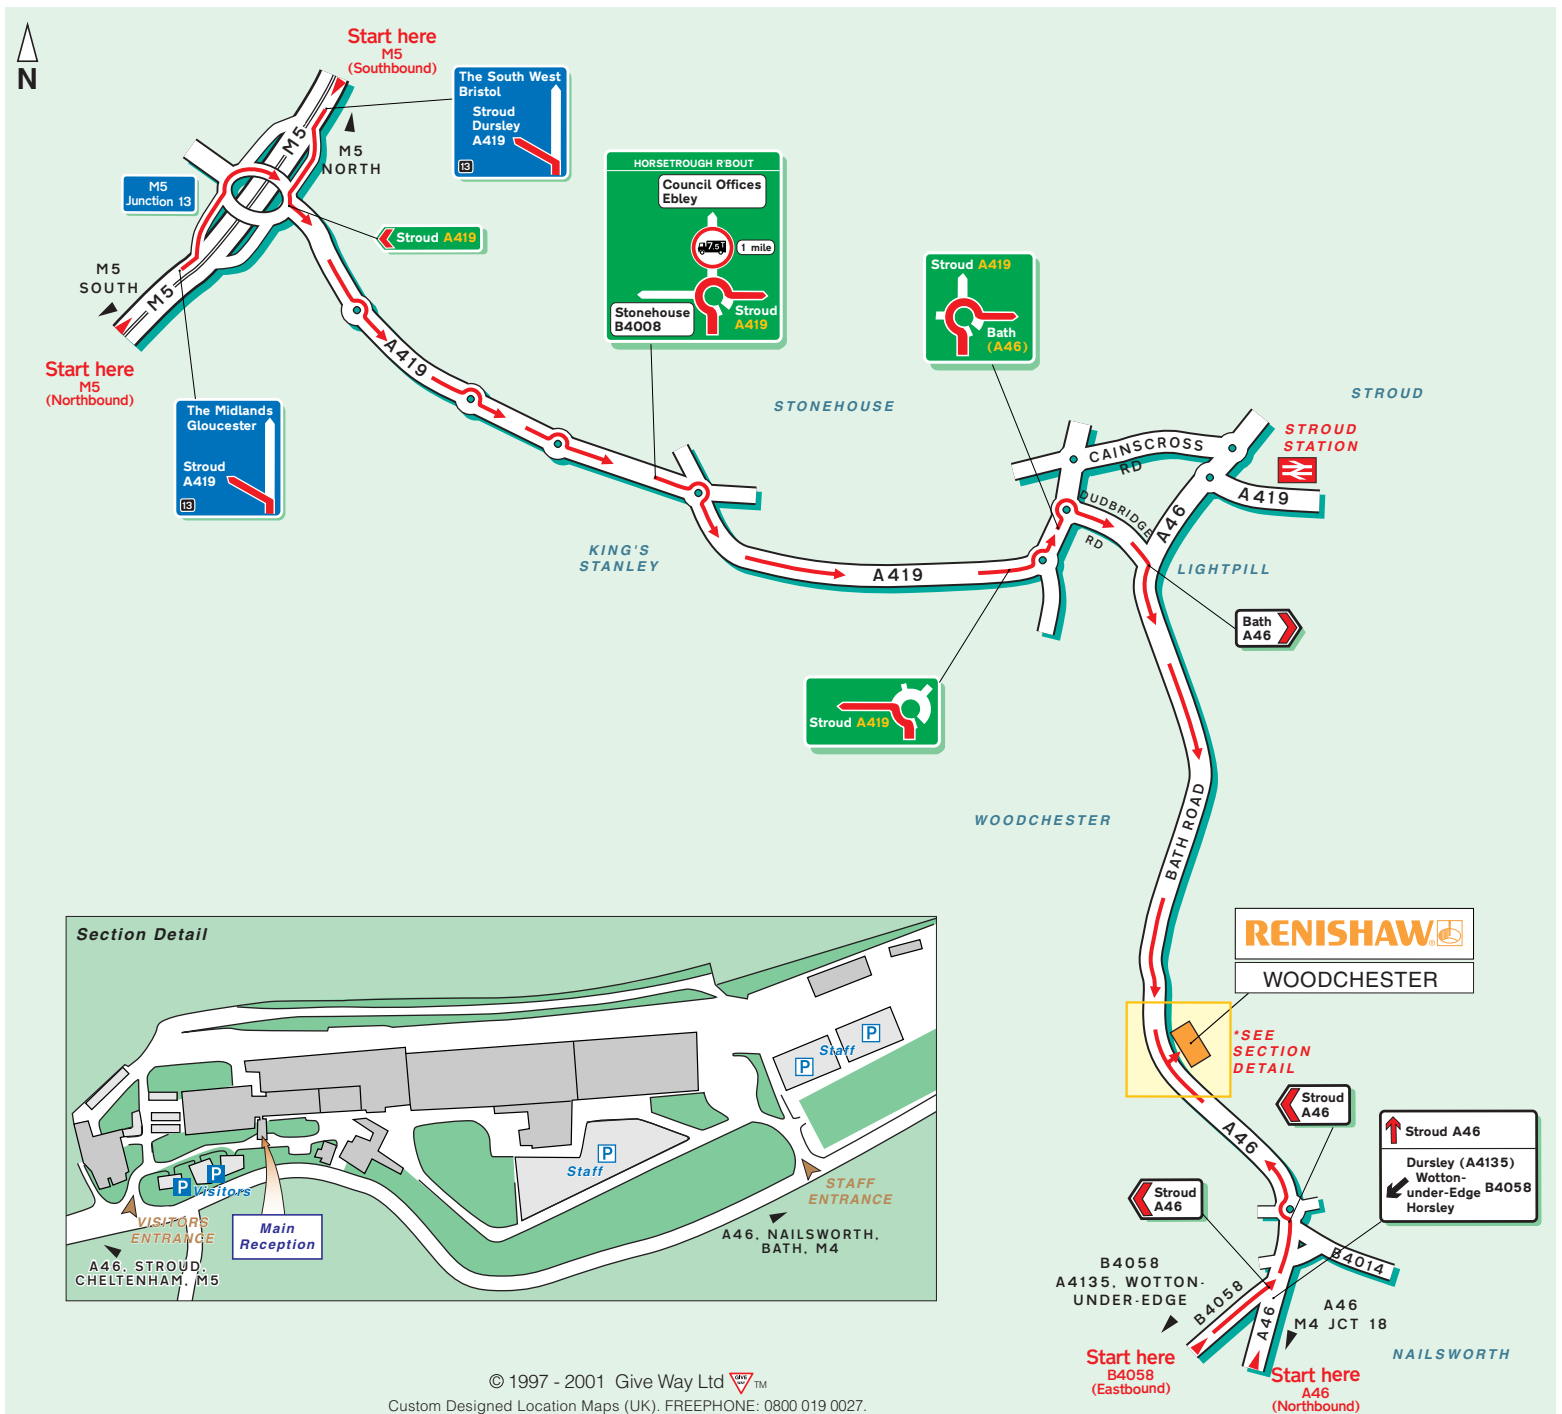 N
Start here
M5
(Southbound)
The South West
Bristol
Stroud
Dursley
A419
13
M5
M5
NORTH
M5
Junction 13
Stroud A419
M5
SOUTH
M5
Start here
M5
(Northbound)
The Midlands
Gloucester
Stroud
A419
13
A419
HORSETROUGH R'BOUT
Council Offices
Ebley
7.5T
1 mile
Stonehouse
B4008
Stroud
A419
STONEHOUSE
KING'S
STANLEY
A419
Stroud A419
Bath
(A46)
Stroud A419
STROUD
STROUD
STATION
CAINSCROSS
RD
DUDBRIDGE
RD
A46
A419
LIGHTPILL
Bath
A46
WOODCHESTER
BATH ROAD
RENISHAW
WOODCHESTER
*SEE
SECTION
DETAIL
A46
Stroud
A46
Stroud A46
Dursley (A4135)
Wotton-
under-Edge B4058
Horsley
Stroud
A46
B4014
B4058
A4135, WOTTON-
UNDER-EDGE
B4058
A46
A46
M4 JCT 18
NAILSWORTH
Start here
B4058
(Eastbound)
Start here
A46
(Northbound)
Section Detail
P
Staff
P
P
Staff
P
P
Visitors
VISITORS
ENTRANCE
Main
Reception
STAFF
ENTRANCE
A46, NAILSWORTH,
BATH, M4
A46, STROUD,
CHELTENHAM, M5
© 1997 - 2001 Give Way Ltd GIVE WAY TM
Custom Designed Location Maps (UK). FREEPHONE: 0800 019 0027.